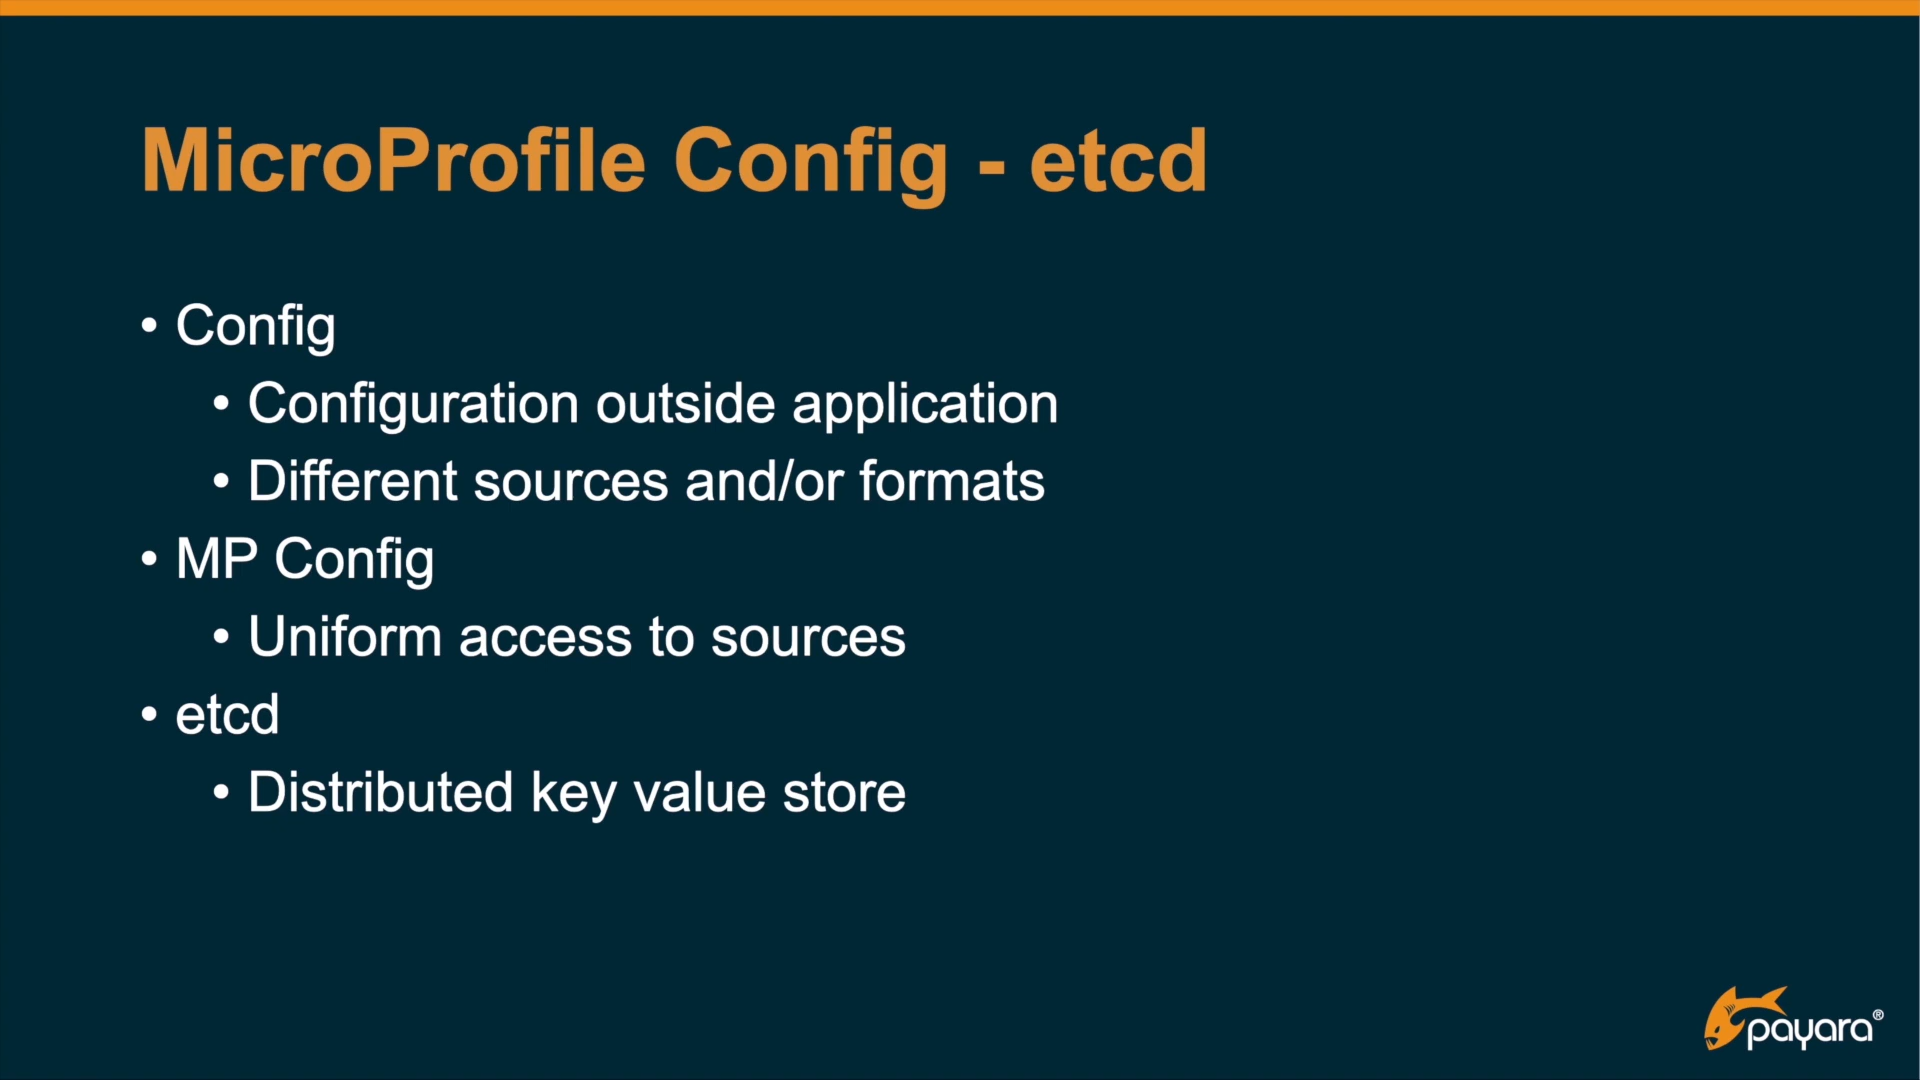 MicroProfile Config - etcd
• Config
• Configuration outside application
• Different sources and/or formats
• MP Config
• Uniform access to sources
• etcd
• Distributed key value store
payara®